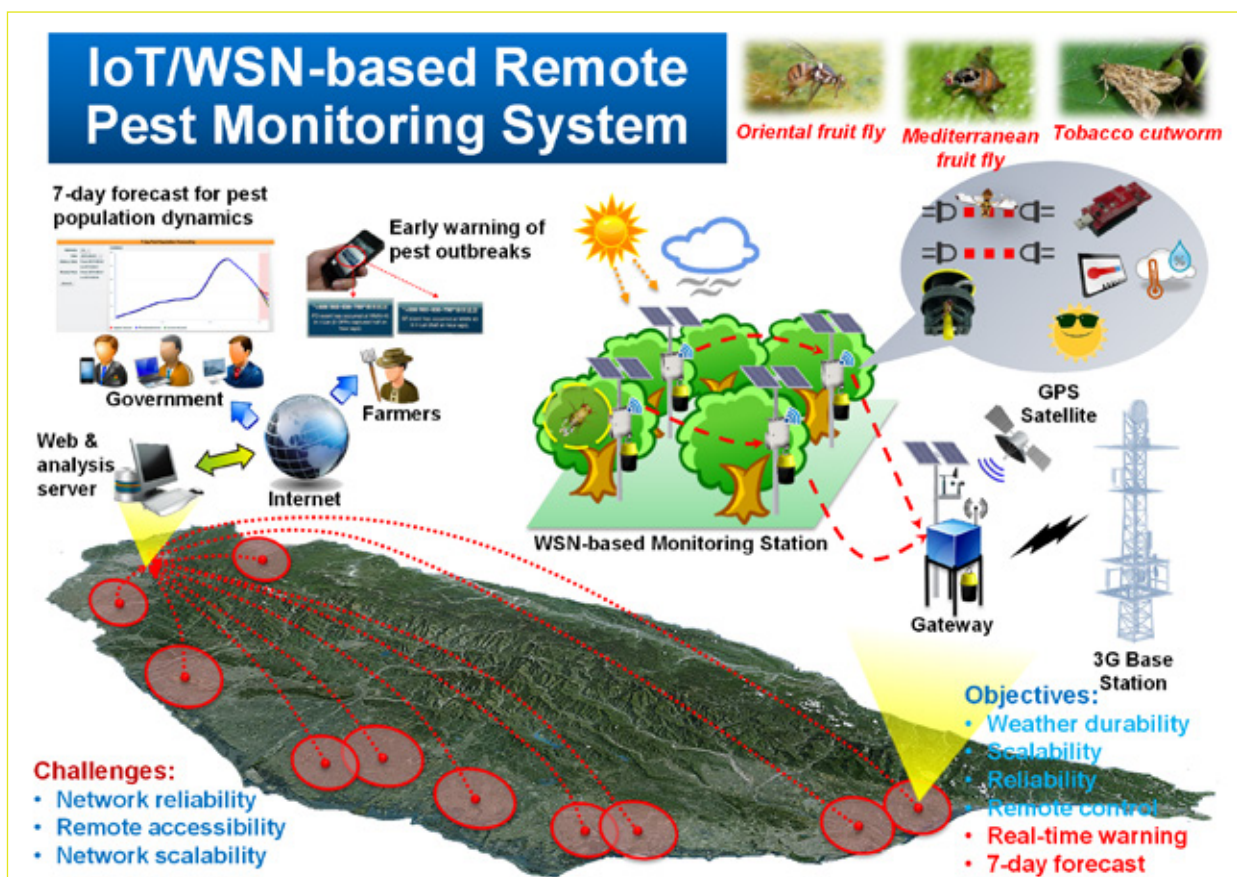 IoT/WSN-based Remote
Pest Monitoring System
Oriental fruit fly
Mediterranean
fruit fly
Tobacco cutworm
7-day forecast for pest
population dynamics
Early warning of
pest outbreaks
Government
Farmers
Web &
analysis
server
Internet
WSN-based Monitoring Station
%
GPS
Satellite
Gateway
3G Base
Station
Challenges:
• Network reliability
• Remote accessibility
• Network scalability
Objectives:
• Weather durability
• Scalability
• Reliability
• Remote control
• Real-time warning
• 7-day forecast